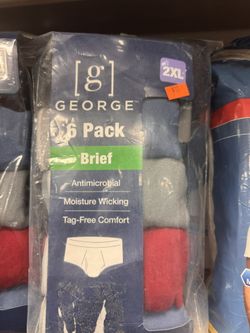 [g]
2XL
GEORGE
6 Pack
Brief
Antimicrobial
Moisture Wicking
Tag-Free Comfort